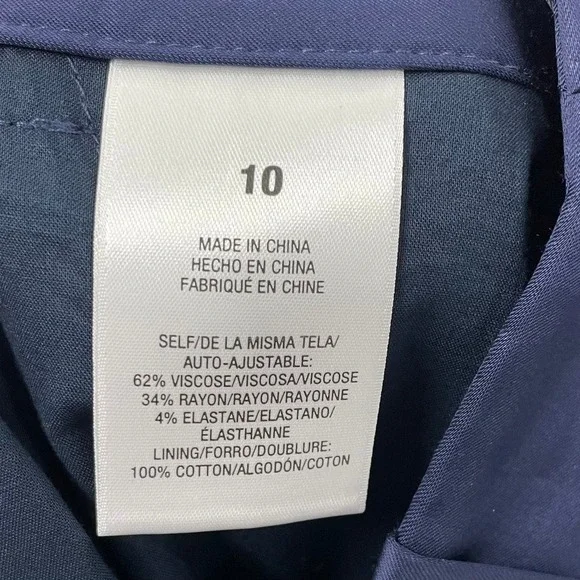 10
MADE IN CHINA
HECHO EN CHINA
FABRIQUÉ EN CHINE
SELF/DE LA MISMA TELA/
AUTO-AJUSTABLE:
62% VISCOSE/VISCOSA/VISCOSE
34% RAYON/RAYON/RAYONNE
4% ELASTANE/ELASTANO/
ÉLASTHANNE
LINING/FORRO/DOUBLURE:
100% COTTON/ALGODÓN/COTON